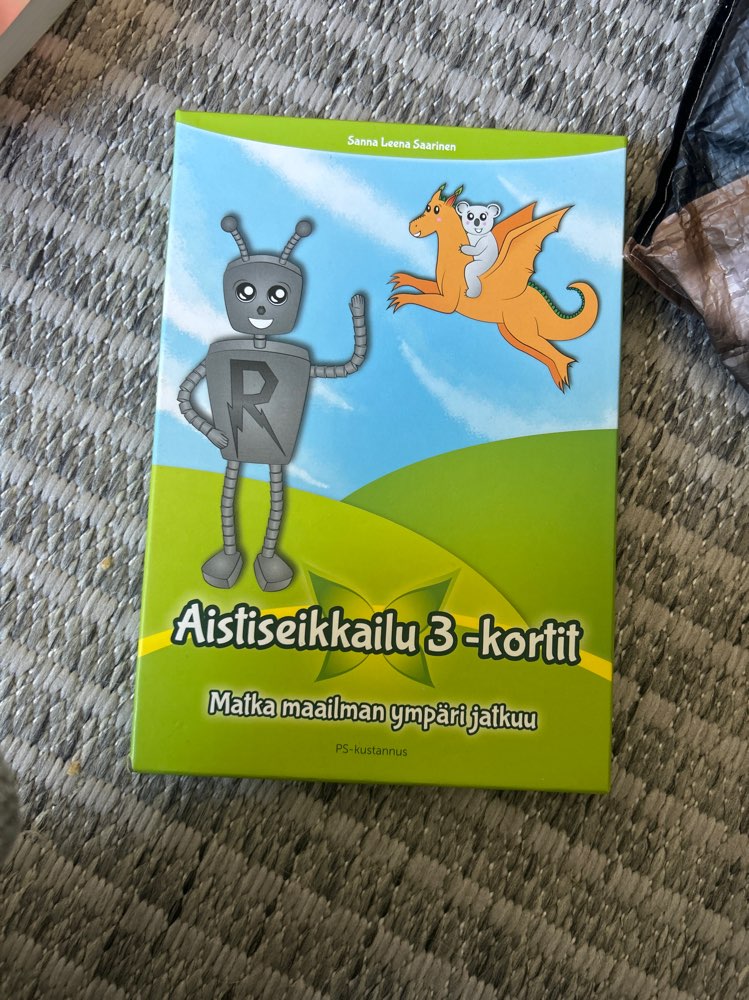 Sanna Leena Saarinen
R
Aistiseikkailu 3 -kortit
Matka maailman ympäri jatkuu
PS-kustannus